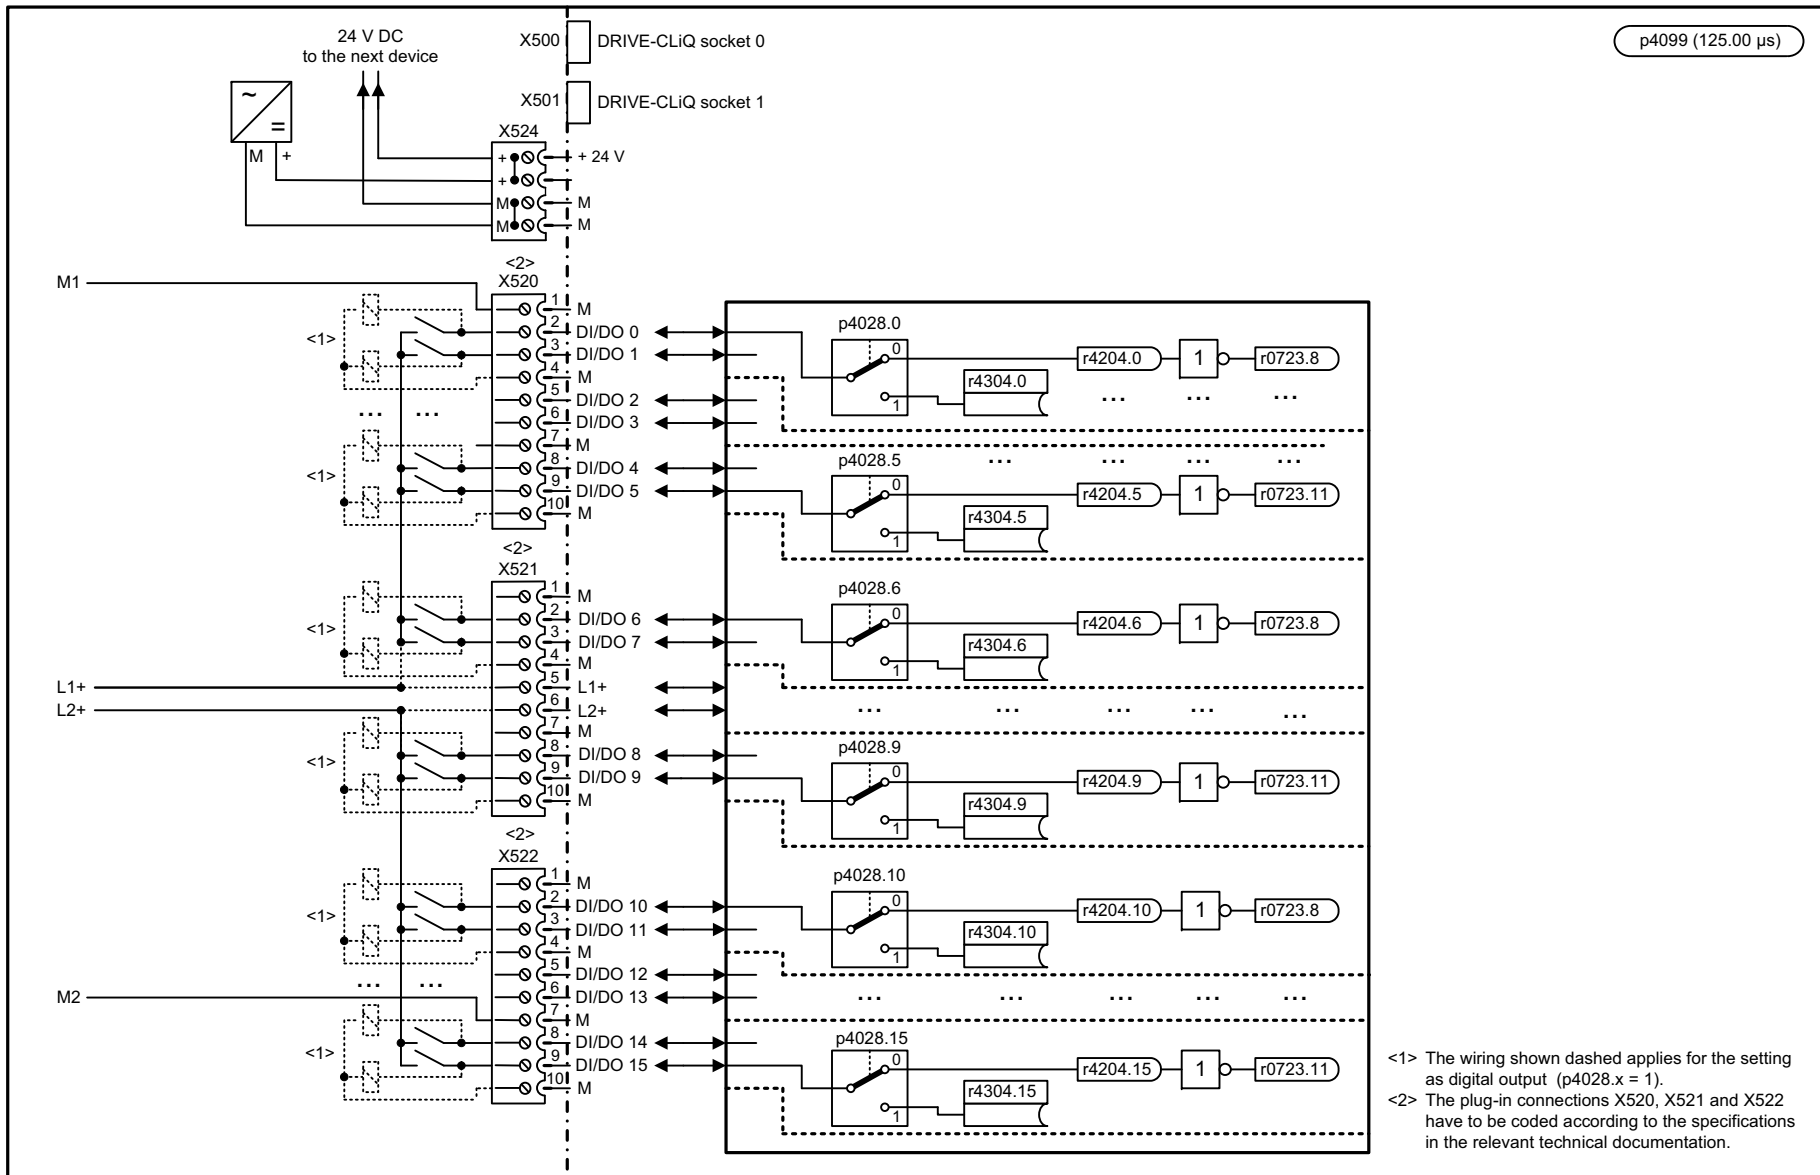 24 V DC
to the next device
X500
DRIVE-CLiQ socket 0
p4099 (125.00 µs)
X501
DRIVE-CLiQ socket 1
~
=
M +
X524
+
+ 24 V
+
M
M
M
M
<2>
X520
M1
1 M
2 DI/DO 0
3 DI/DO 1
4 M
5 DI/DO 2
6 DI/DO 3
7 M
8 DI/DO 4
9 DI/DO 5
10 M
<1>
... ...
<1>
p4028.0
0
1
r4204.0
1
r0723.8
r4304.0
... ... ...
... ... ... ...
p4028.5
0
1
r4204.5
1
r0723.11
r4304.5
<2>
X521
1 M
2 DI/DO 6
3 DI/DO 7
4 M
5 L1+
6 L2+
7 M
8 DI/DO 8
9 DI/DO 9
10 M
<1>
L1+
L2+
<1>
p4028.6
0
1
r4204.6
1
r0723.8
r4304.6
... ... ... ... ...
p4028.9
0
1
r4204.9
1
r0723.11
r4304.9
<2>
X522
1 M
2 DI/DO 10
3 DI/DO 11
4 M
5 DI/DO 12
6 DI/DO 13
7 M
8 DI/DO 14
9 DI/DO 15
10 M
<1>
... ...
M2
<1>
p4028.10
0
1
r4204.10
1
r0723.8
r4304.10
... ... ... ... ...
p4028.15
0
1
r4204.15
1
r0723.11
r4304.15
<1> The wiring shown dashed applies for the setting
as digital output (p4028.x = 1).
<2> The plug-in connections X520, X521 and X522
have to be coded according to the specifications
in the relevant technical documentation.